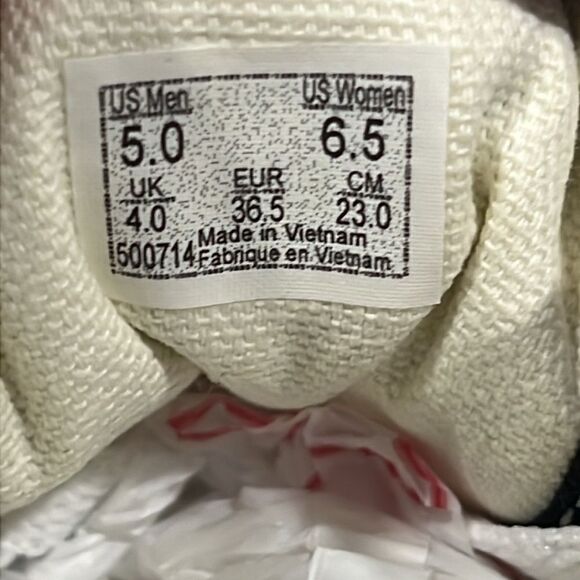 US Men US Women
5.0 6.5
UK EUR CM
4.0 36.5 23.0
500714 Made in Vietnam
Fabrique en Vietnam